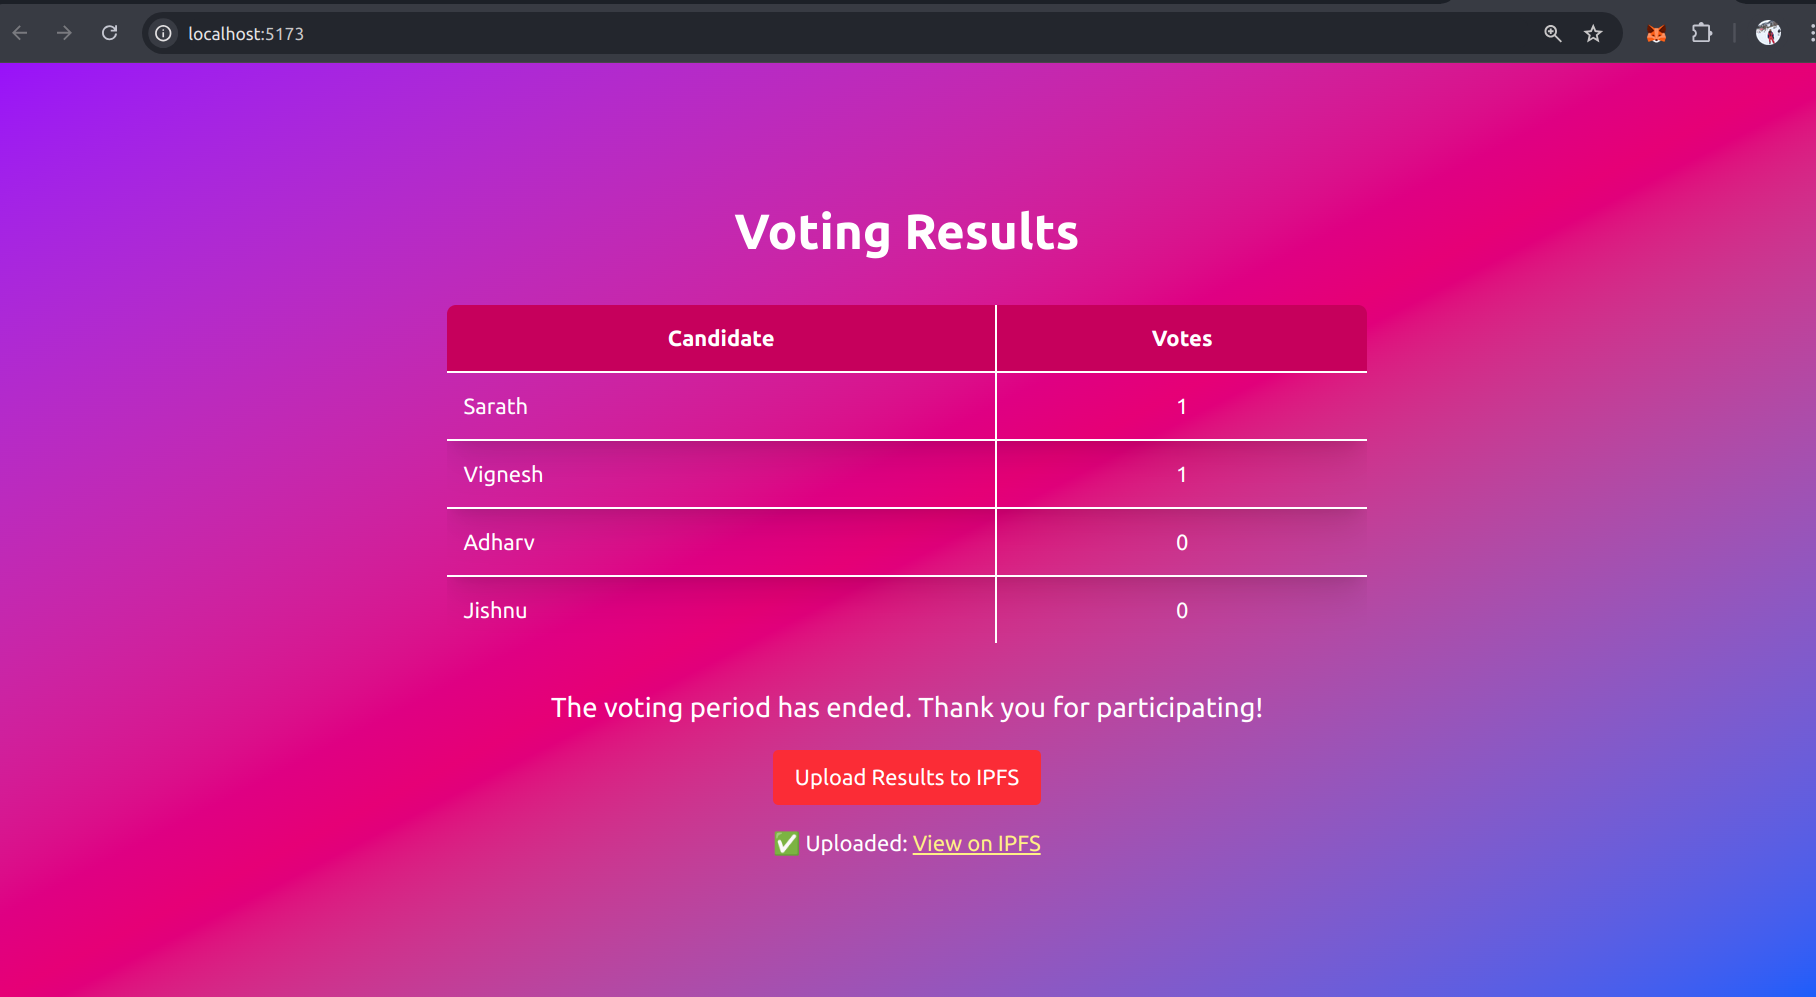 localhost:5173
Voting Results
Candidate Votes
Sarath 1
Vignesh 1
Adharv 0
Jishnu 0
The voting period has ended. Thank you for participating!
Upload Results to IPFS
✅ Uploaded: View on IPFS